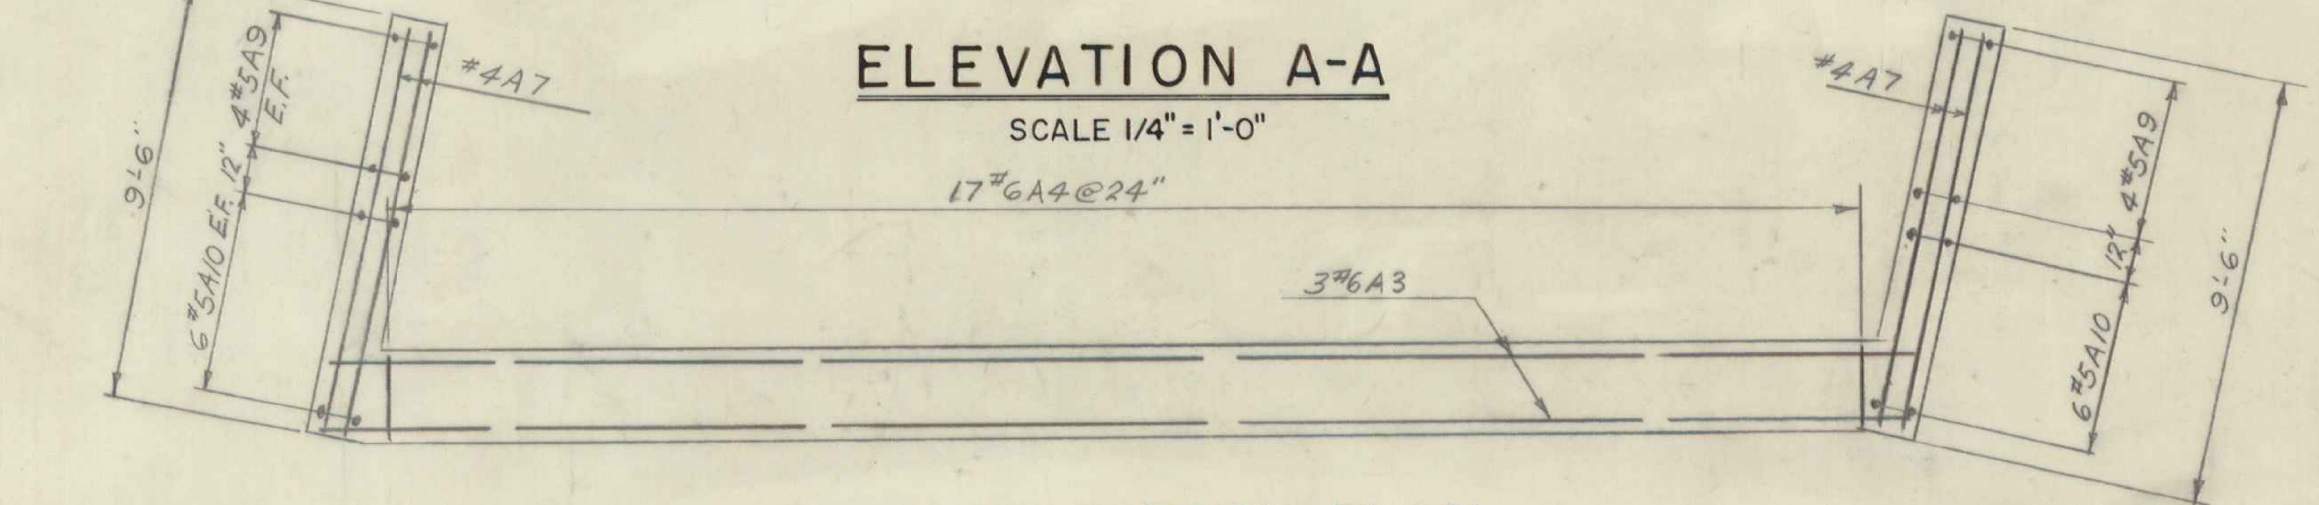 ELEVATION A-A
SCALE 1/4" = 1'-0"
9'-6"
4#5A9
E.F.
12"
6#5A10 E.F.
#4A7
17#6A4@24"
3#6A3
#4A7
4#5A9
12"
6#5A10
9'-6"